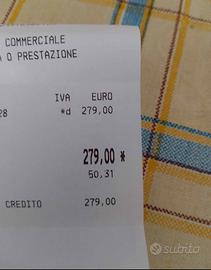 COMMERCIALE
A O PRESTAZIONE
IVA EURO
28 *d 279,00
279,00 *
50,31
CREDITO 279,00
subito